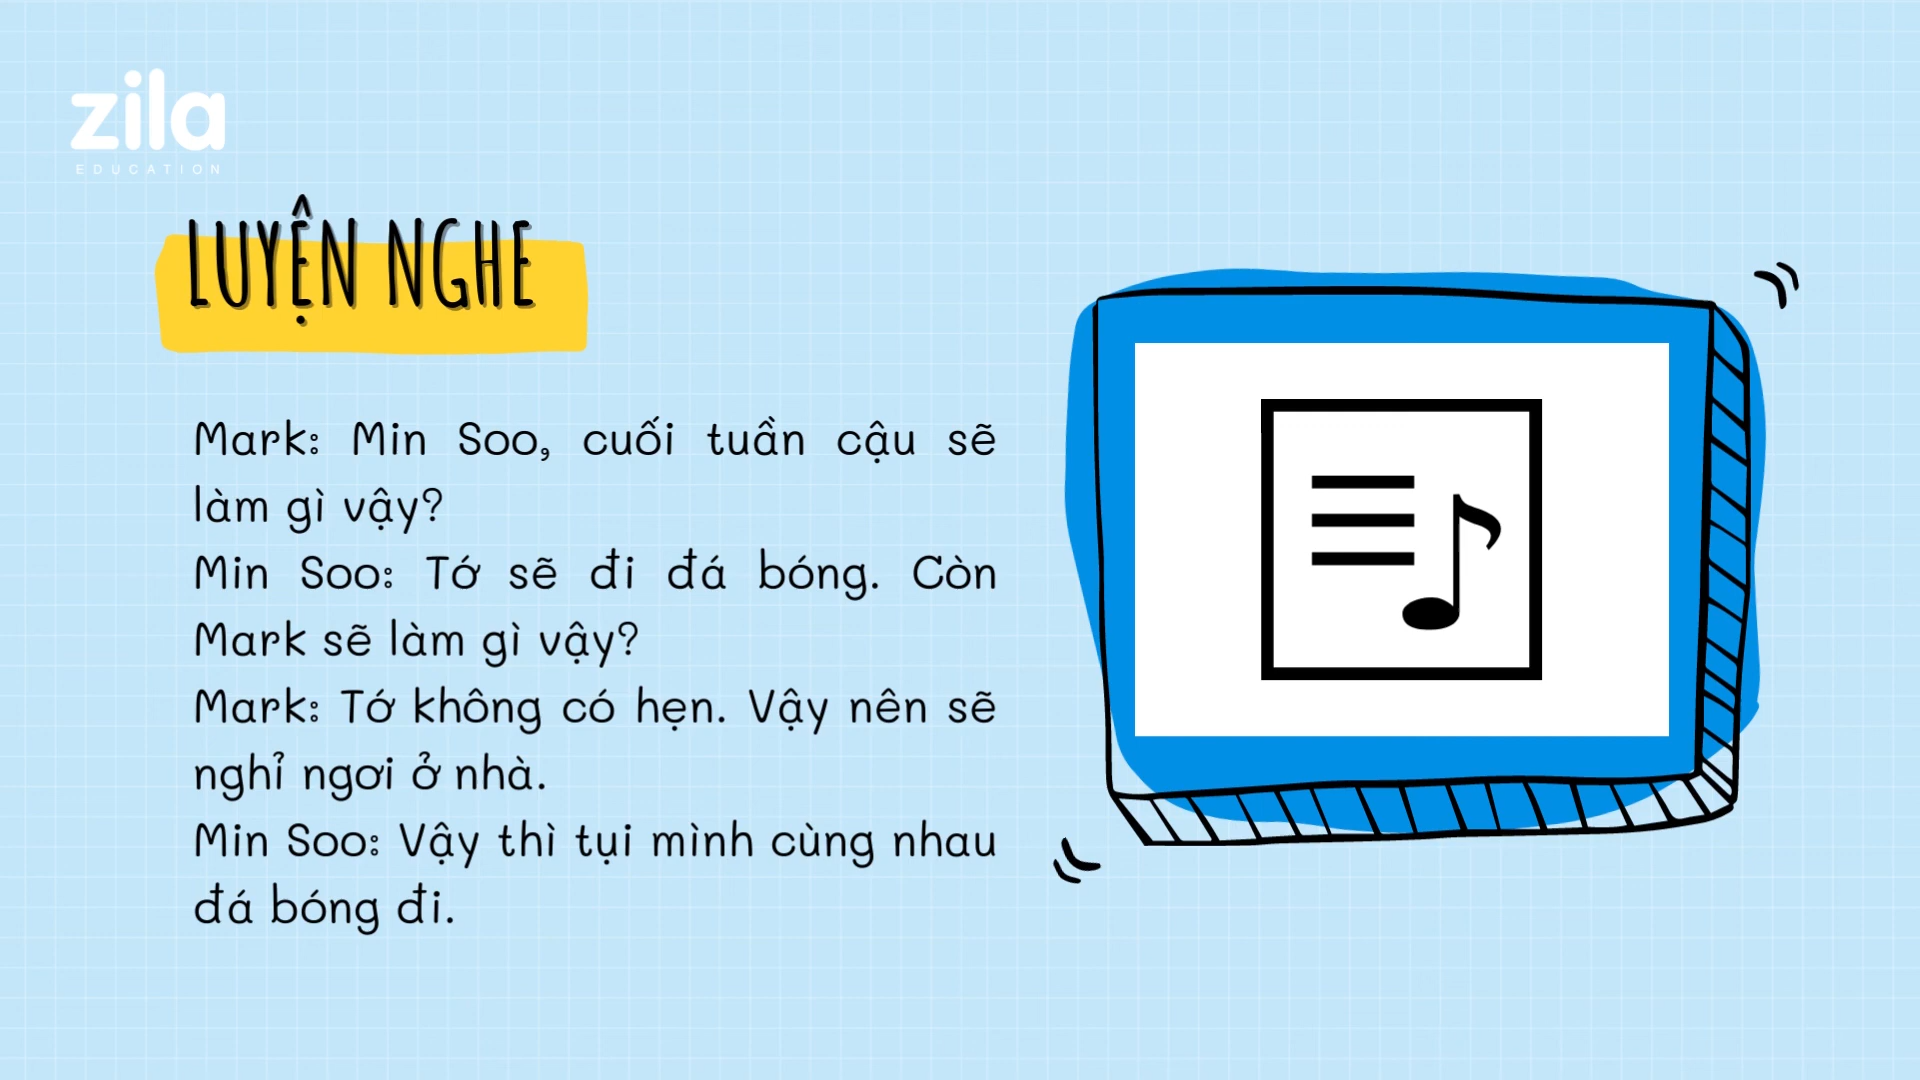 zila
EDUCATION
LUYỆN NGHE
Mark: Min Soo, cuối tuần cậu sẽ
làm gì vậy?
Min Soo: Tớ sẽ đi đá bóng. Còn
Mark sẽ làm gì vậy?
Mark: Tớ không có hẹn. Vậy nên sẽ
nghỉ ngơi ở nhà.
Min Soo: Vậy thì tụi mình cùng nhau
đá bóng đi.